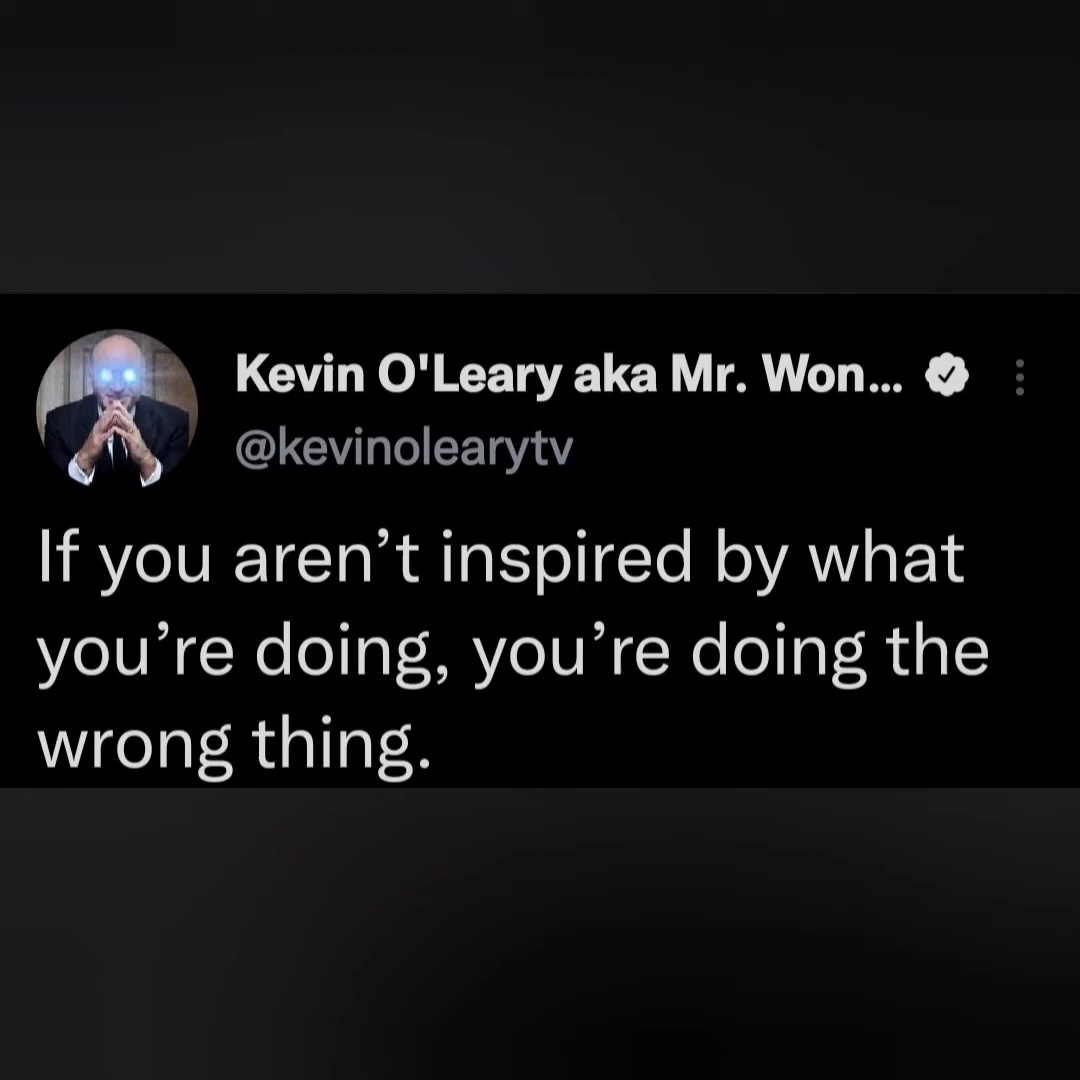 Kevin O'Leary aka Mr. Won...
@kevinolearytv
If you aren’t inspired by what
you’re doing, you’re doing the
wrong thing.